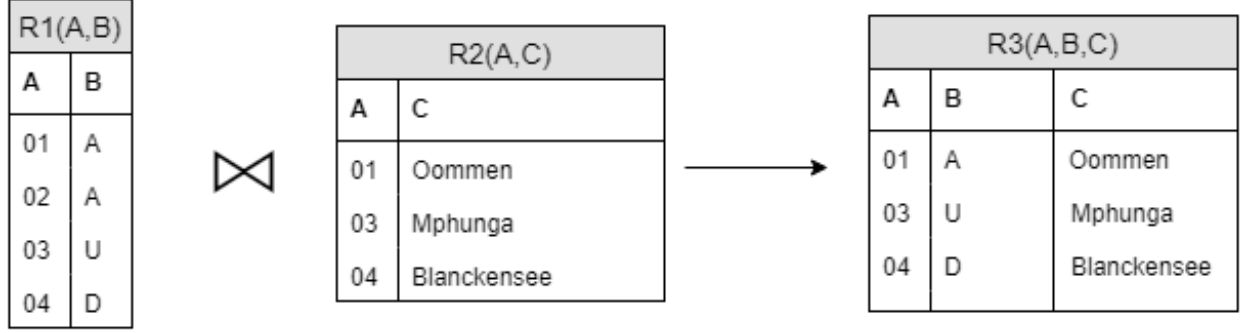 R1(A,B)
A B
01 A
02 A
03 U
04 D
R2(A,C)
A C
01 Oommen
03 Mphunga
04 Blanckensee
R3(A,B,C)
A B C
01 A Oommen
03 U Mphunga
04 D Blanckensee